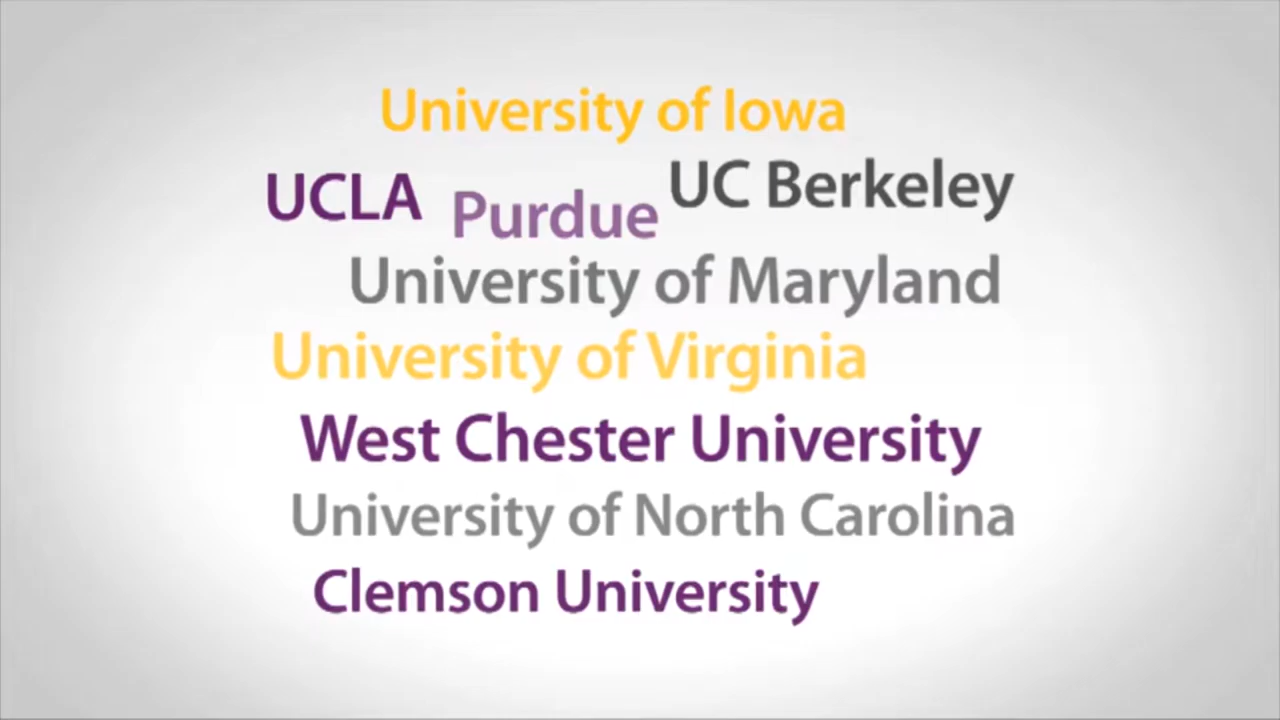 University of Iowa
UCLA Purdue UC Berkeley
University of Maryland
University of Virginia
West Chester University
University of North Carolina
Clemson University